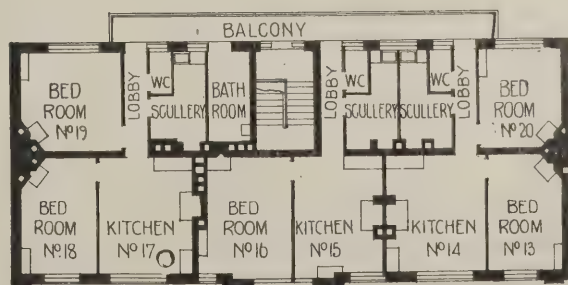 BALCONY
BED
ROOM
Nº19
LOBBY
WC
SCULLERY
BATH
ROOM
LOBBY
WC
SCULLERY
WC
SCULLERY
LOBBY
BED
ROOM
Nº20
BED
ROOM
Nº18
KITCHEN
Nº17
BED
ROOM
Nº16
KITCHEN
Nº15
KITCHEN
Nº14
BED
ROOM
Nº13